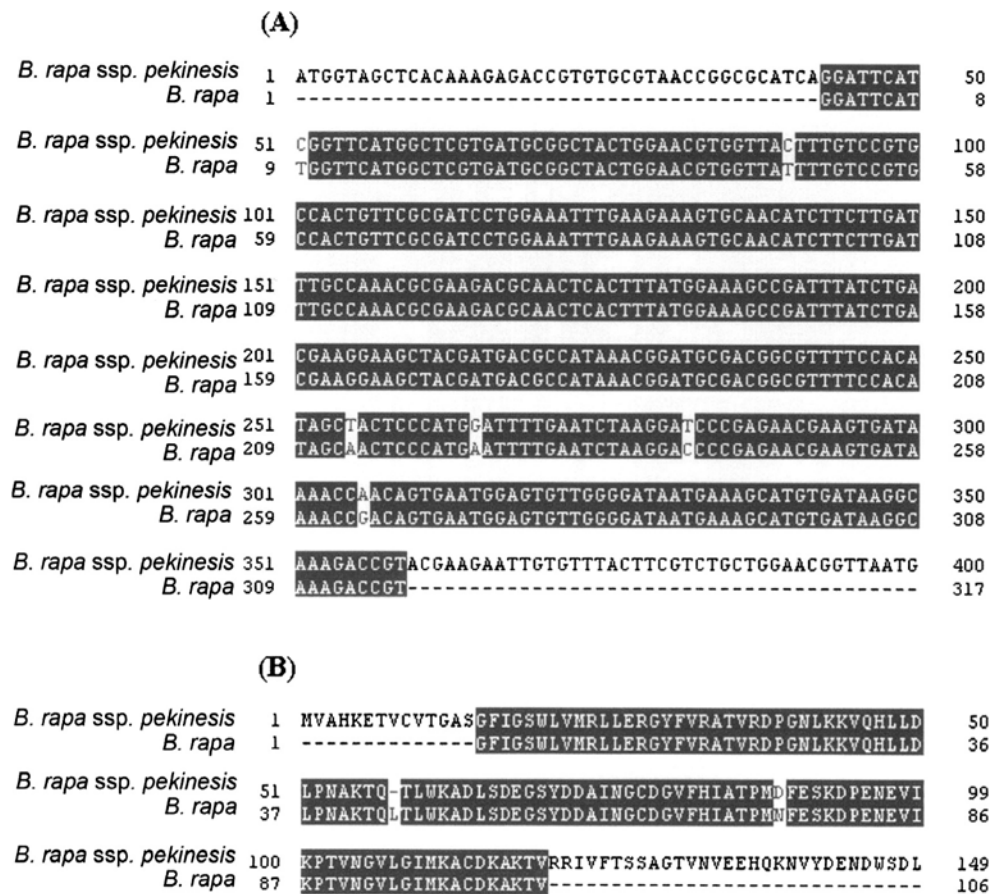 (A)
B. rapa ssp. pekinesis 1 ATGGTAGCTCACAAAGAGACCGTGTGCGTAACCGGCGCATCAGGATTCAT 50
B. rapa 1 ------------------------------------------GGATTCAT 8
B. rapa ssp. pekinesis 51 CGGTTCATGGCTCGTGATGCGGCTACTGGAACGTGGTTACTTTGTCCGTG 100
B. rapa 9 TGGTTCATGGCTCGTGATGCGGCTACTGGAACGTGGTTATTTTGTCCGTG 58
B. rapa ssp. pekinesis 101 CCACTGTTCGCGATCCTGGAAATTTGAAGAAAGTGCAACATCTTCTTGAT 150
B. rapa 59 CCACTGTTCGCGATCCTGGAAATTTGAAGAAAGTGCAACATCTTCTTGAT 108
B. rapa ssp. pekinesis 151 TTGCCAAACGCGAAGACGCAACTCACTTTATGGAAAGCCGATTTATCTGA 200
B. rapa 109 TTGCCAAACGCGAAGACGCAACTCACTTTATGGAAAGCCGATTTATCTGA 158
B. rapa ssp. pekinesis 201 CGAAGGAAGCTACGATGACGCCATAAACGGATGCGACGGCGTTTTCCACA 250
B. rapa 159 CGAAGGAAGCTACGATGACGCCATAAACGGATGCGACGGCGTTTTCCACA 208
B. rapa ssp. pekinesis 251 TAGCTACTCCCATGGATTTTGAATCTAAGGATCCCGAGAACGAAGTGATA 300
B. rapa 209 TAGCAACTCCCATGAATTTTGAATCTAAGGACCCCGAGAACGAAGTGATA 258
B. rapa ssp. pekinesis 301 AAACCAACAGTGAATGGAGTGTTGGGGATAATGAAAGCATGTGATAAGGC 350
B. rapa 259 AAACCGACAGTGAATGGAGTGTTGGGGATAATGAAAGCATGTGATAAGGC 308
B. rapa ssp. pekinesis 351 AAAGACCGTACGAAGAATTGTGTTTACTTCGTCTGCTGGAACGGTTAATG 400
B. rapa 309 AAAGACCGT----------------------------------------- 317
(B)
B. rapa ssp. pekinesis 1 MVAHKETVCVTGASGFIGSWLVMRLLERGYFVRATVRDPGNLKKVQHLLD 50
B. rapa 1 --------------GFIGSWLVMRLLERGYFVRATVRDPGNLKKVQHLLD 36
B. rapa ssp. pekinesis 51 LPNAKTQ-TLWKADLSDEGSYDDAINGCDGVFHIATPMDFESKDPENEVI 99
B. rapa 37 LPNAKTQLTLWKADLSDEGSYDDAINGCDGVFHIATPMNFESKDPENEVI 86
B. rapa ssp. pekinesis 100 KPTVNGVLGIMKACDKAKTVRRIVFTSSAGTVNVEEHQKNVYDENDWSDL 149
B. rapa 87 KPTVNGVLGIMKACDKAKTV------------------------------ 106